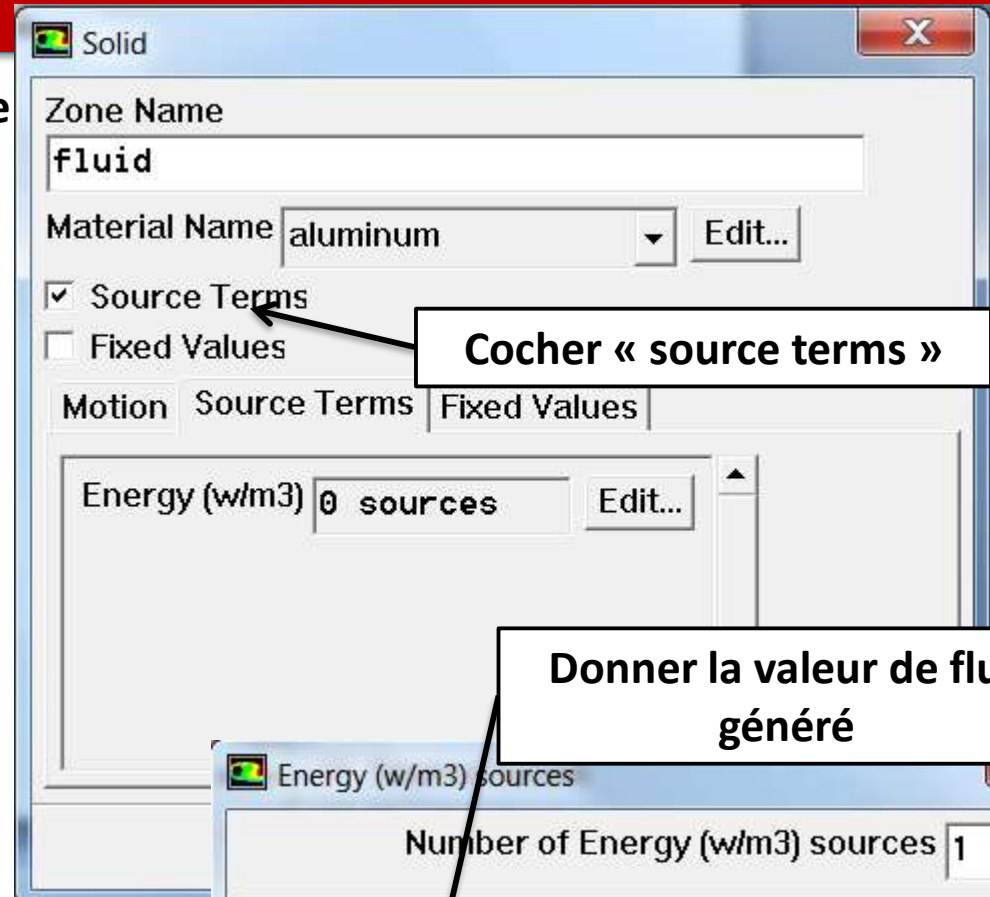 Solid
e
Zone Name
fluid
Material Name aluminum Edit...
Source Terms
Fixed Values
Cocher « source terms »
Motion Source Terms Fixed Values
Energy (w/m3) 0 sources Edit...
Donner la valeur de flu
généré
Energy (w/m3) sources
Number of Energy (w/m3) sources 1